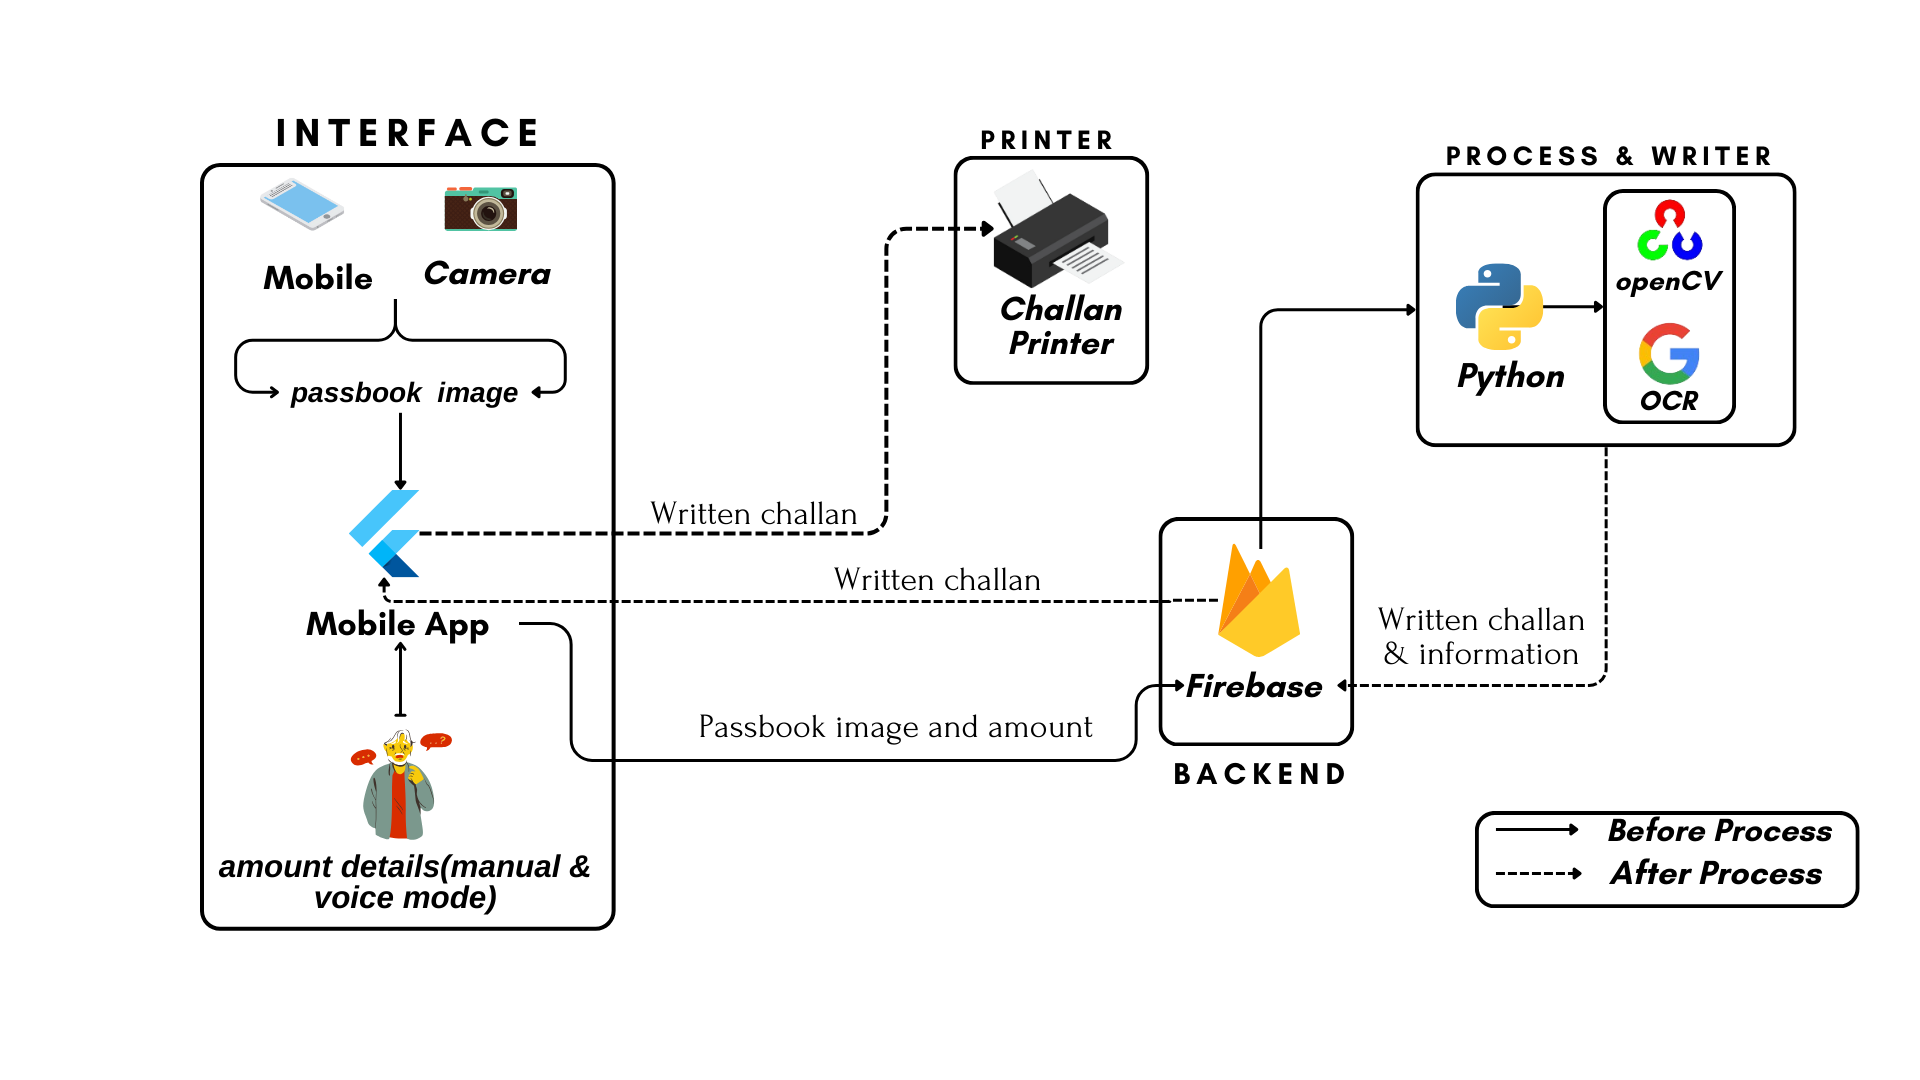 INTERFACE
Mobile
Camera
passbook image
Mobile App
amount details(manual &
voice mode)
Written challan
Written challan
Passbook image and amount
PRINTER
Challan
Printer
Firebase
BACKEND
PROCESS & WRITER
Python
openCV
OCR
Written challan
& information
Before Process
After Process